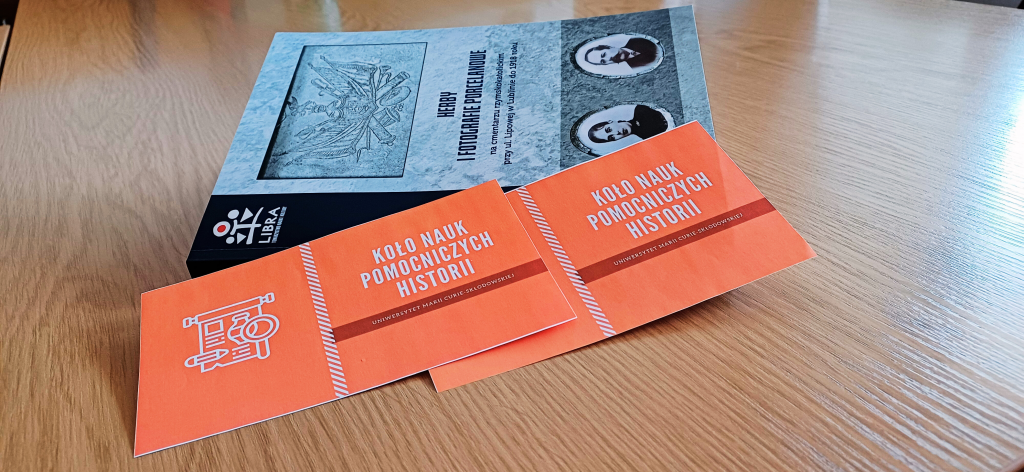 HERBY
I FOTOGRAFIE PORCELANOWE
na cmentarzu rzymskokatolickim
przy ul. Lipowej w Lublinie do 1918 roku
LIBRA
KOŁO NAUK
POMOCNICZYCH
HISTORII
UNIWERSYTET MARII CURIE-SKŁODOWSKIEJ
KOŁO NAUK
POMOCNICZYCH
HISTORII
UNIWERSYTET MARII CURIE-SKŁODOWSKIEJ